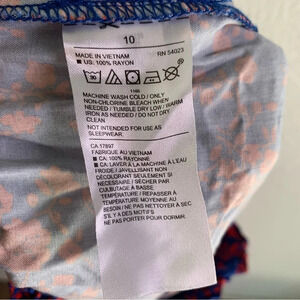 10
MADE IN VIETNAM RN 54023
■ US: 100% RAYON
MACHINE WASH COLD / ONLY
NON-CHLORINE BLEACH WHEN
NEEDED / TUMBLE DRY LOW / WARM
IRON AS NEEDED / DO NOT DRY
CLEAN
NOT INTENDED FOR USE AS
SLEEPWEAR.
CA 17897
FABRIQUE AU VIETNAM
■ CA: 100% RAYONNE
■ CA: LAVER À LA MACHINE À L'EAU
FROIDE / JAVELLISANT NON
DÉCOLORANT SEULEMENT SI
NÉCESSAIRE / SÉCHER PAR
CULBUTAGE À BASSE
TEMPÉRATURE / REPASSER À
TEMPÉRATURE MOYENNE AU
BESOIN / NE PAS NETTOYER À SEC/
S'IL Y A DES MOTIFS
NE PAS PORTER POUR DORMIR.